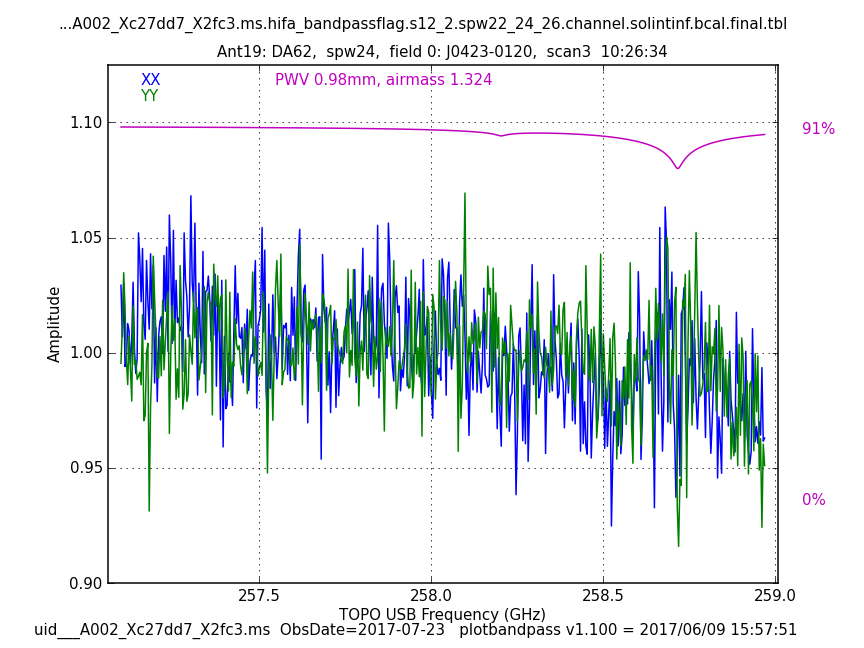 ...A002_Xc27dd7_X2fc3.ms.hifa_bandpassflag.s12_2.spw22_24_26.channel.solintinf.bcal.final.tbl
Ant19: DA62,  spw24,  field 0: J0423-0120,  scan3  10:26:34
XX
PWV 0.98mm, airmass 1.324
YY
1.10
91%
1.05
Amplitude
1.00
0.95
0%
0.90
257.5 258.0 258.5 259.0
TOPO USB Frequency (GHz)
uid___A002_Xc27dd7_X2fc3.ms  ObsDate=2017-07-23   plotbandpass v1.100 = 2017/06/09 15:57:51